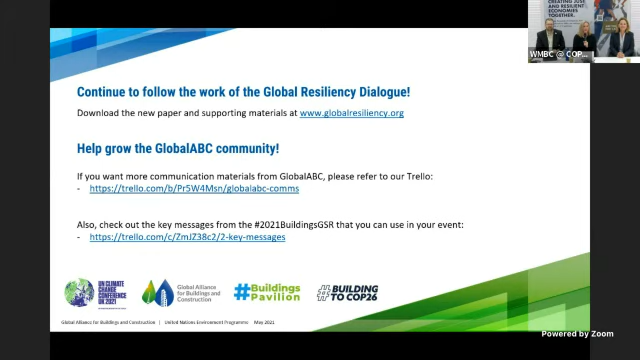 CREATING JUST
AND RESILIENT
ECONOMIES
TOGETHER.
WMBC @ COP...
Continue to follow the work of the Global Resiliency Dialogue!
Download the new paper and supporting materials at www.globalresiliency.org
Help grow the GlobalABC community!
If you want more communication materials from GlobalABC, please refer to our Trello:
- https://trello.com/b/Pr5W4Msn/globalabc-comms
Also, check out the key messages from the #2021BuildingsGSR that you can use in your event:
- https://trello.com/c/ZmJZ38c2/2-key-messages
UN CLIMATE
CHANGE
CONFERENCE
UK 2021
Global Alliance
for Buildings and
Construction
#Buildings
Pavilion
#BUILDING
TO COP26
Global Alliance for Buildings and Construction | United Nations Environment Programme May 2021
Powered by Zoom